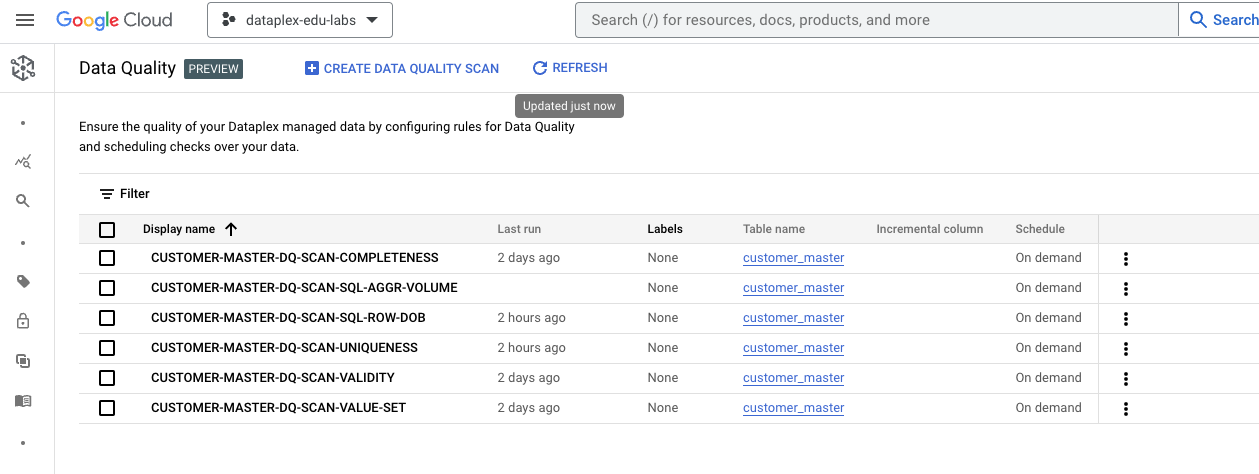 Google Cloud
dataplex-edu-labs
Search (/) for resources, docs, products, and more
Search
Data Quality
PREVIEW
CREATE DATA QUALITY SCAN
REFRESH
Updated just now
Ensure the quality of your Dataplex managed data by configuring rules for Data Quality
and scheduling checks over your data.
Filter
Display name Last run Labels Table name Incremental column Schedule
CUSTOMER-MASTER-DQ-SCAN-COMPLETENESS 2 days ago None customer_master On demand
CUSTOMER-MASTER-DQ-SCAN-SQL-AGGR-VOLUME None customer_master On demand
CUSTOMER-MASTER-DQ-SCAN-SQL-ROW-DOB 2 hours ago None customer_master On demand
CUSTOMER-MASTER-DQ-SCAN-UNIQUENESS 2 hours ago None customer_master On demand
CUSTOMER-MASTER-DQ-SCAN-VALIDITY 2 days ago None customer_master On demand
CUSTOMER-MASTER-DQ-SCAN-VALUE-SET 2 days ago None customer_master On demand